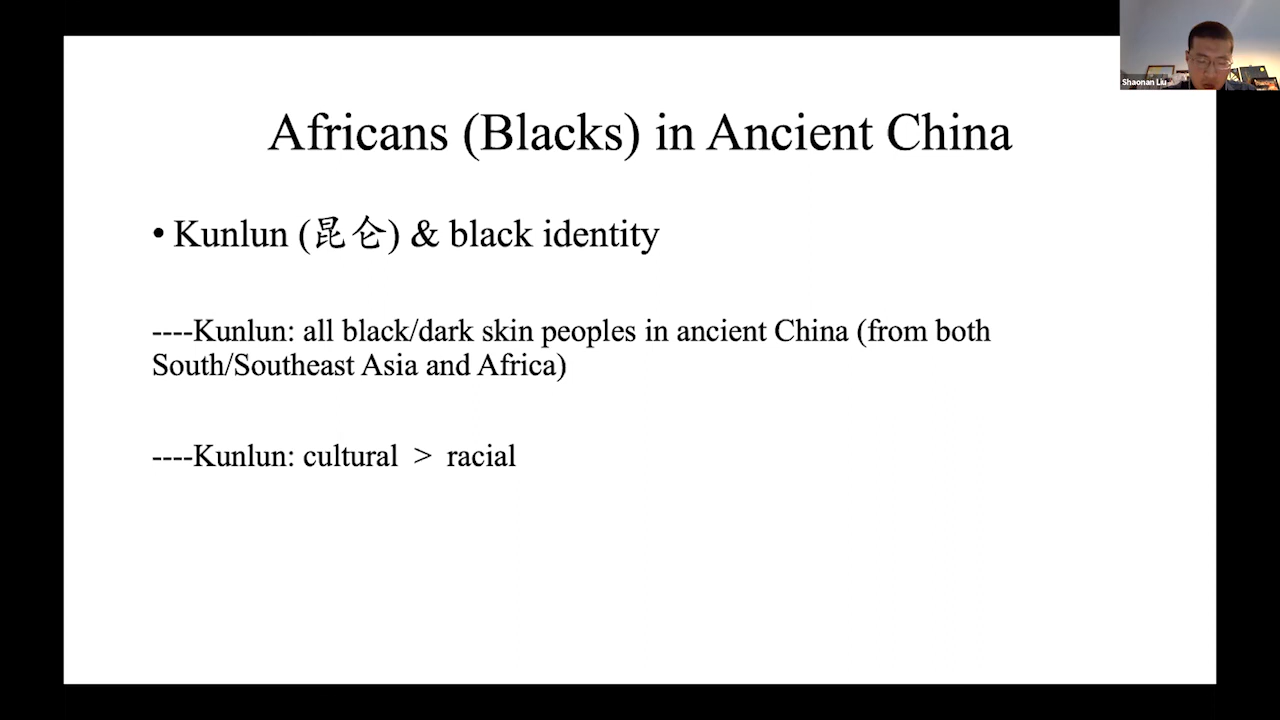 Shaonan Liu
Africans (Blacks) in Ancient China
• Kunlun (昆仑) & black identity
----Kunlun: all black/dark skin peoples in ancient China (from both
South/Southeast Asia and Africa)
----Kunlun: cultural > racial